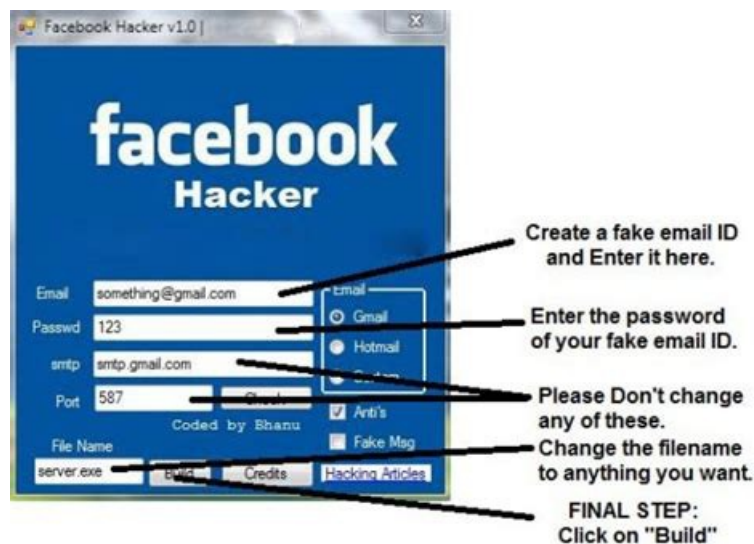 Facebook Hacker v1.0 |
facebook
Hacker
Create a fake email ID
and Enter it here.
Email
something@gmail.com
Email
Gmail
Passwd
123
Enter the password
of your fake email ID.
Hotmail
smtp
smtp.gmail.com
Port
587
Please Don't change
any of these.
Anti's
Coded by Bhanu
File Name
Fake Msg
Change the filename
to anything you want.
server.exe
Build
Credits
Hacking Articles
FINAL STEP:
Click on "Build"